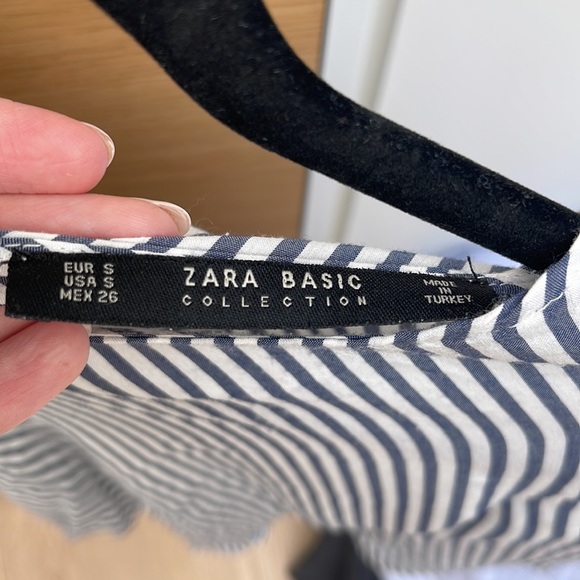 EUR S
USA S
MEX 26
ZARA BASIC
COLLECTION
MADE
IN
TURKEY